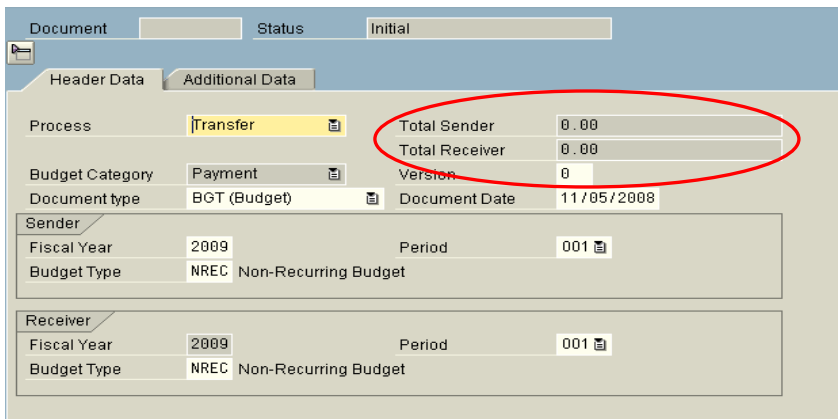 Document Status Initial
Header Data Additional Data
Process Transfer Total Sender 0.00
Total Receiver 0.00
Budget Category Payment Version 0
Document type BGT (Budget) Document Date 11/05/2008
Sender
Fiscal Year 2009 Period 001
Budget Type NREC Non-Recurring Budget
Receiver
Fiscal Year 2009 Period 001
Budget Type NREC Non-Recurring Budget